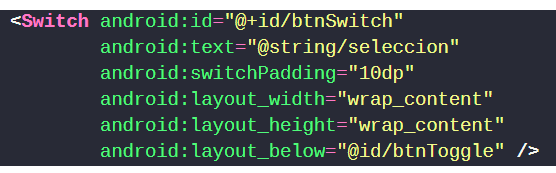 <Switch android:id="@+id/btnSwitch"
android:text="@string/seleccion"
android:switchPadding="10dp"
android:layout_width="wrap_content"
android:layout_height="wrap_content"
android:layout_below="@id/btnToggle" />